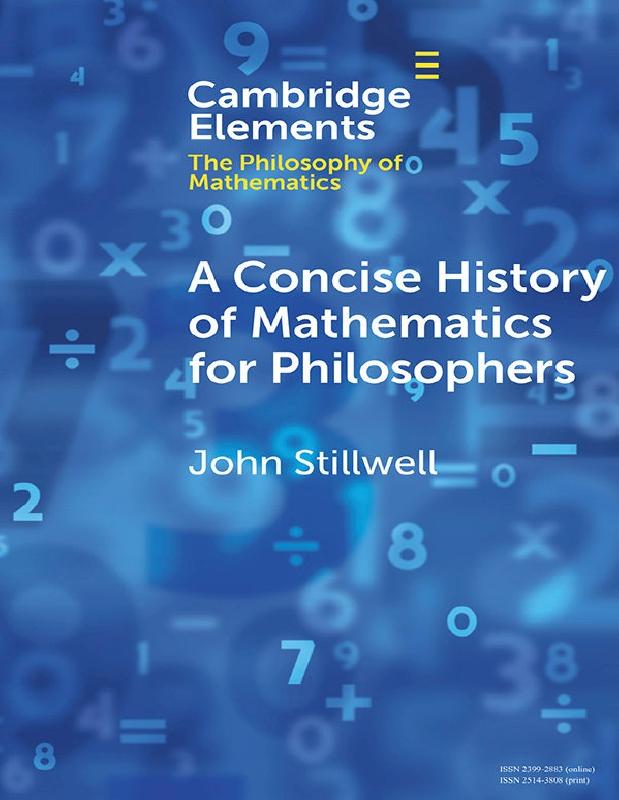 Cambridge
Elements
The Philosophy of
Mathematics
A Concise History
of Mathematics
for Philosophers
John Stillwell
ISSN 2399-2883 (online)
ISSN 2514-3808 (print)